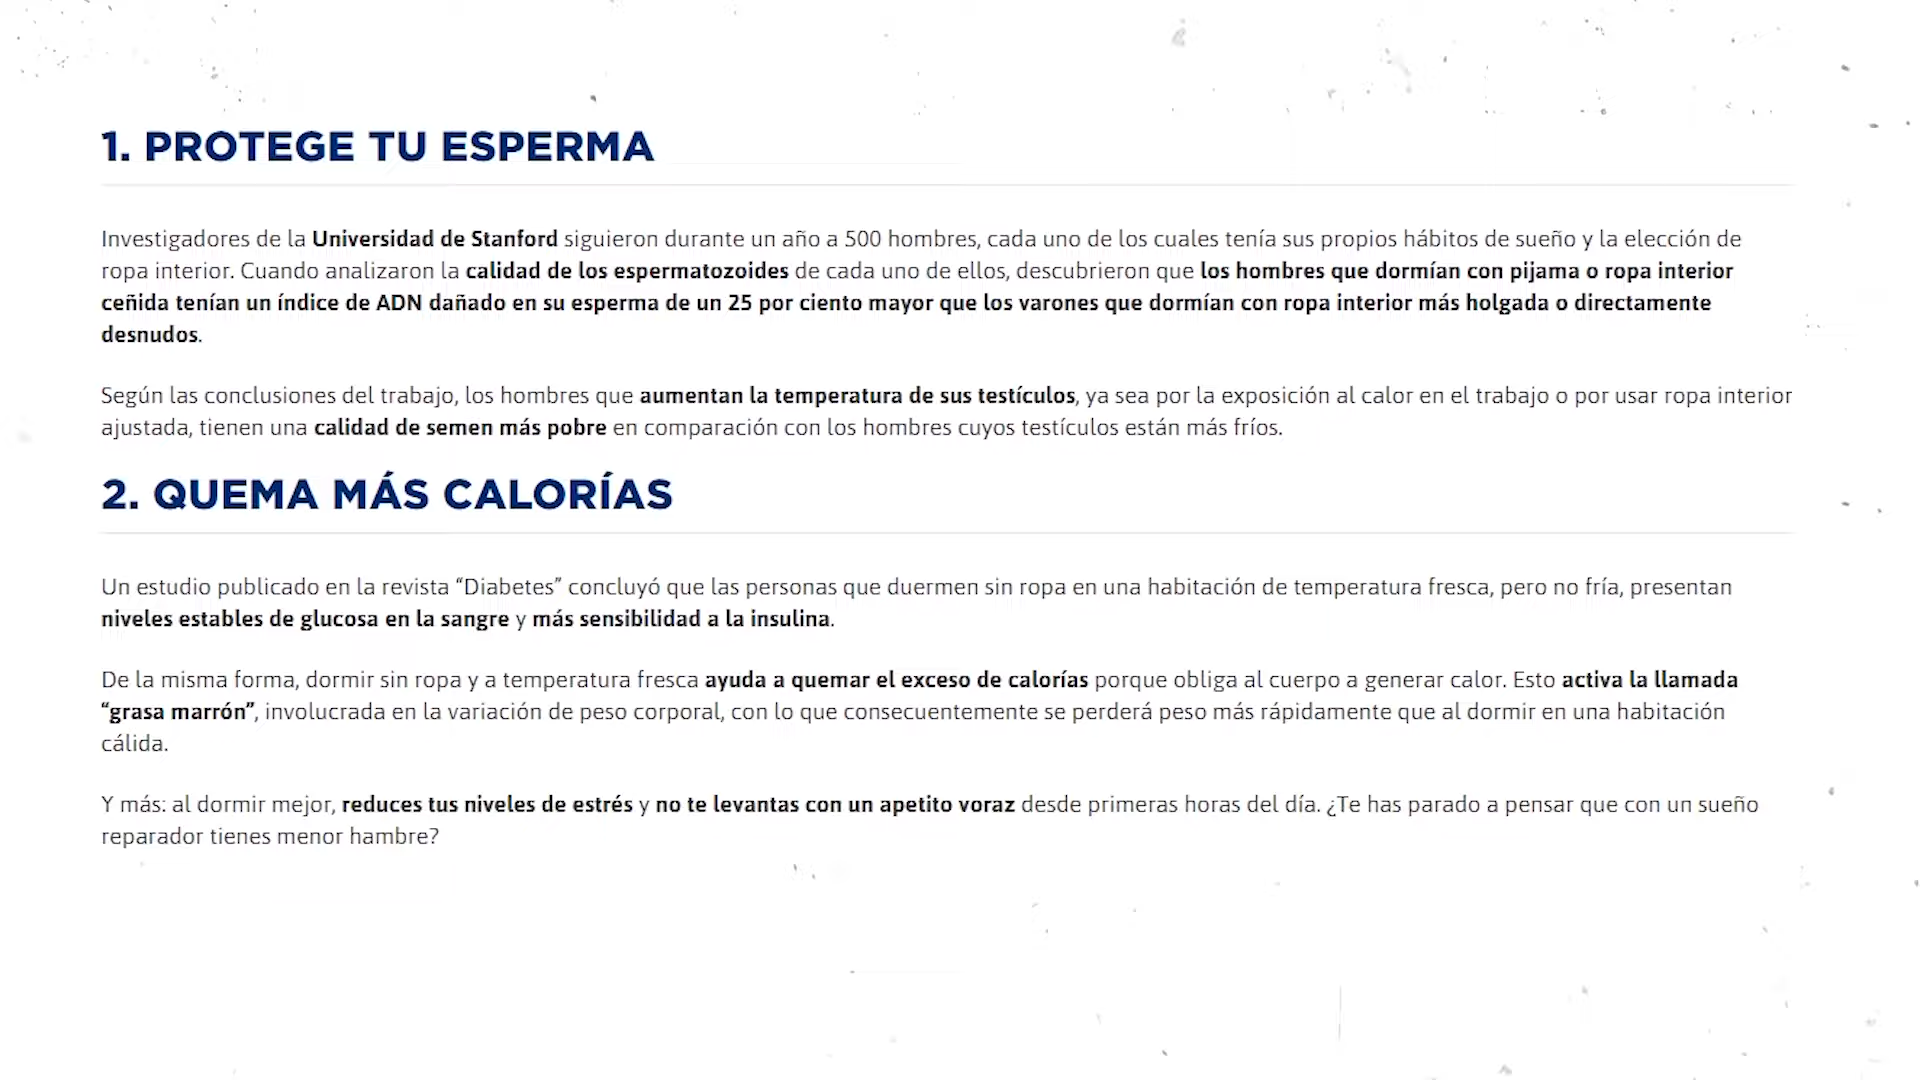 1. PROTEGE TU ESPERMA
Investigadores de la Universidad de Stanford siguieron durante un año a 500 hombres, cada uno de los cuales tenía sus propios hábitos de sueño y la elección de
ropa interior. Cuando analizaron la calidad de los espermatozoides de cada uno de ellos, descubrieron que los hombres que dormían con pijama o ropa interior
ceñida tenían un índice de ADN dañado en su esperma de un 25 por ciento mayor que los varones que dormían con ropa interior más holgada o directamente
desnudos.
Según las conclusiones del trabajo, los hombres que aumentan la temperatura de sus testículos, ya sea por la exposición al calor en el trabajo o por usar ropa interior
ajustada, tienen una calidad de semen más pobre en comparación con los hombres cuyos testículos están más fríos.
2. QUEMA MÁS CALORÍAS
Un estudio publicado en la revista “Diabetes” concluyó que las personas que duermen sin ropa en una habitación de temperatura fresca, pero no fría, presentan
niveles estables de glucosa en la sangre y más sensibilidad a la insulina.
De la misma forma, dormir sin ropa y a temperatura fresca ayuda a quemar el exceso de calorías porque obliga al cuerpo a generar calor. Esto activa la llamada
“grasa marrón”, involucrada en la variación de peso corporal, con lo que consecuentemente se perderá peso más rápidamente que al dormir en una habitación
cálida.
Y más: al dormir mejor, reduces tus niveles de estrés y no te levantas con un apetito voraz desde primeras horas del día. ¿Te has parado a pensar que con un sueño
reparador tienes menor hambre?